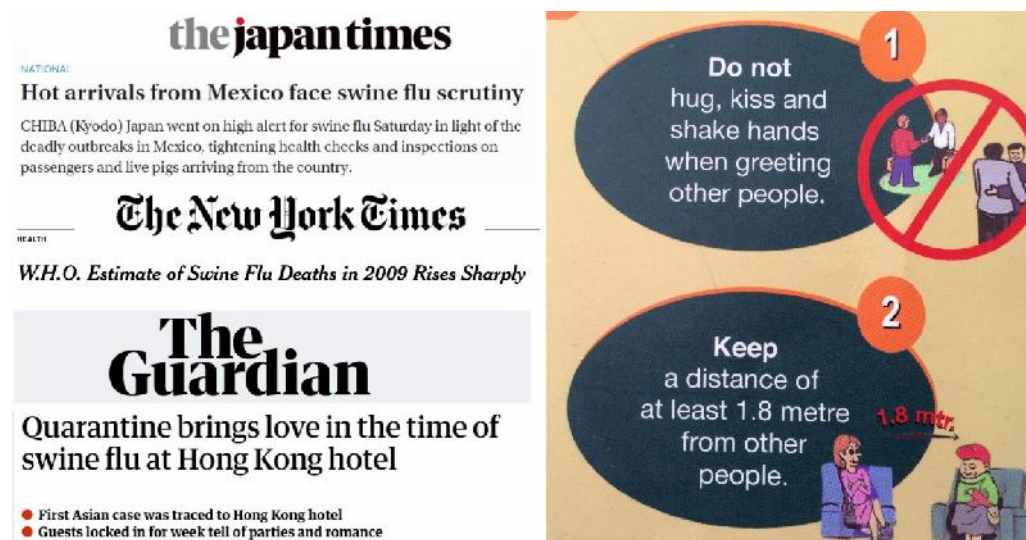 the japan times
NATIONAL
Hot arrivals from Mexico face swine flu scrutiny
CHIBA (Kyodo) Japan went on high alert for swine flu Saturday in light of the
deadly outbreaks in Mexico, tightening health checks and inspections on
passengers and live pigs arriving from the country.
The New York Times
HEALTH
W.H.O. Estimate of Swine Flu Deaths in 2009 Rises Sharply
The
Guardian
Quarantine brings love in the time of
swine flu at Hong Kong hotel
First Asian case was traced to Hong Kong hotel
Guests locked in for week tell of parties and romance
1
Do not
hug, kiss and
shake hands
when greeting
other people.
2
Keep
a distance of
at least 1.8 metre
from other
people.
1.8 mtr.